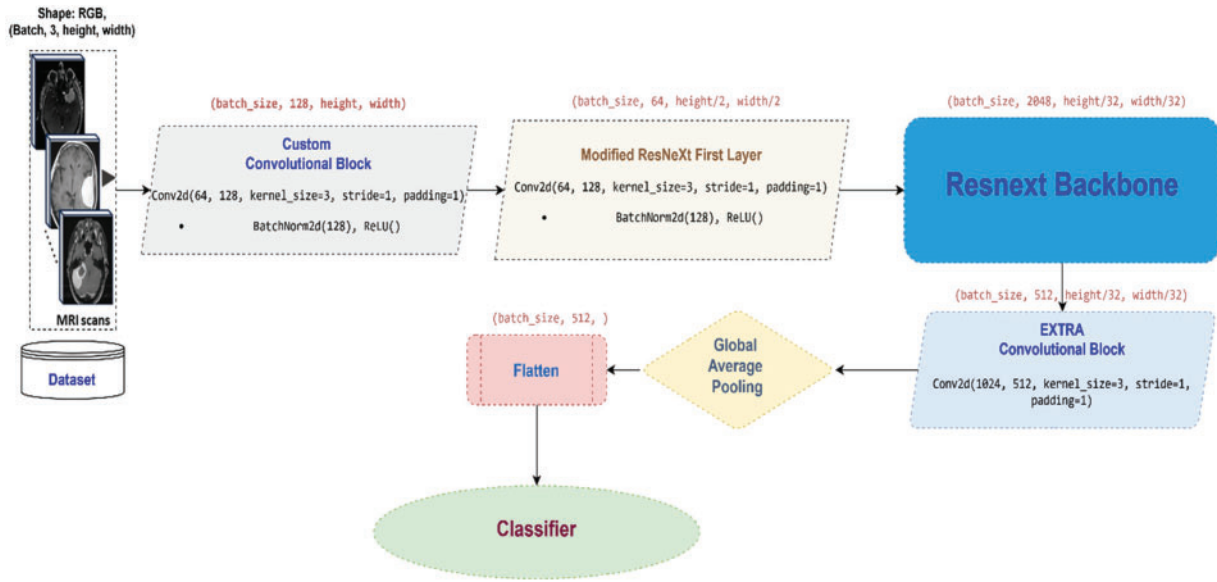 Shape: RGB,
(Batch, 3, height, width)
MRI scans
Dataset
(batch_size, 128, height, width)
Custom
Convolutional Block
Conv2d(64, 128, kernel_size=3, stride=1, padding=1)
• BatchNorm2d(128), ReLU()
(batch_size, 64, height/2, width/2
Modified ResNeXt First Layer
Conv2d(64, 128, kernel_size=3, stride=1, padding=1)
• BatchNorm2d(128), ReLU()
(batch_size, 2048, height/32, width/32)
Resnext Backbone
(batch_size, 512, height/32, width/32)
EXTRA
Convolutional Block
Conv2d(1024, 512, kernel_size=3, stride=1,
padding=1)
Global
Average
Pooling
(batch_size, 512, )
Flatten
Classifier